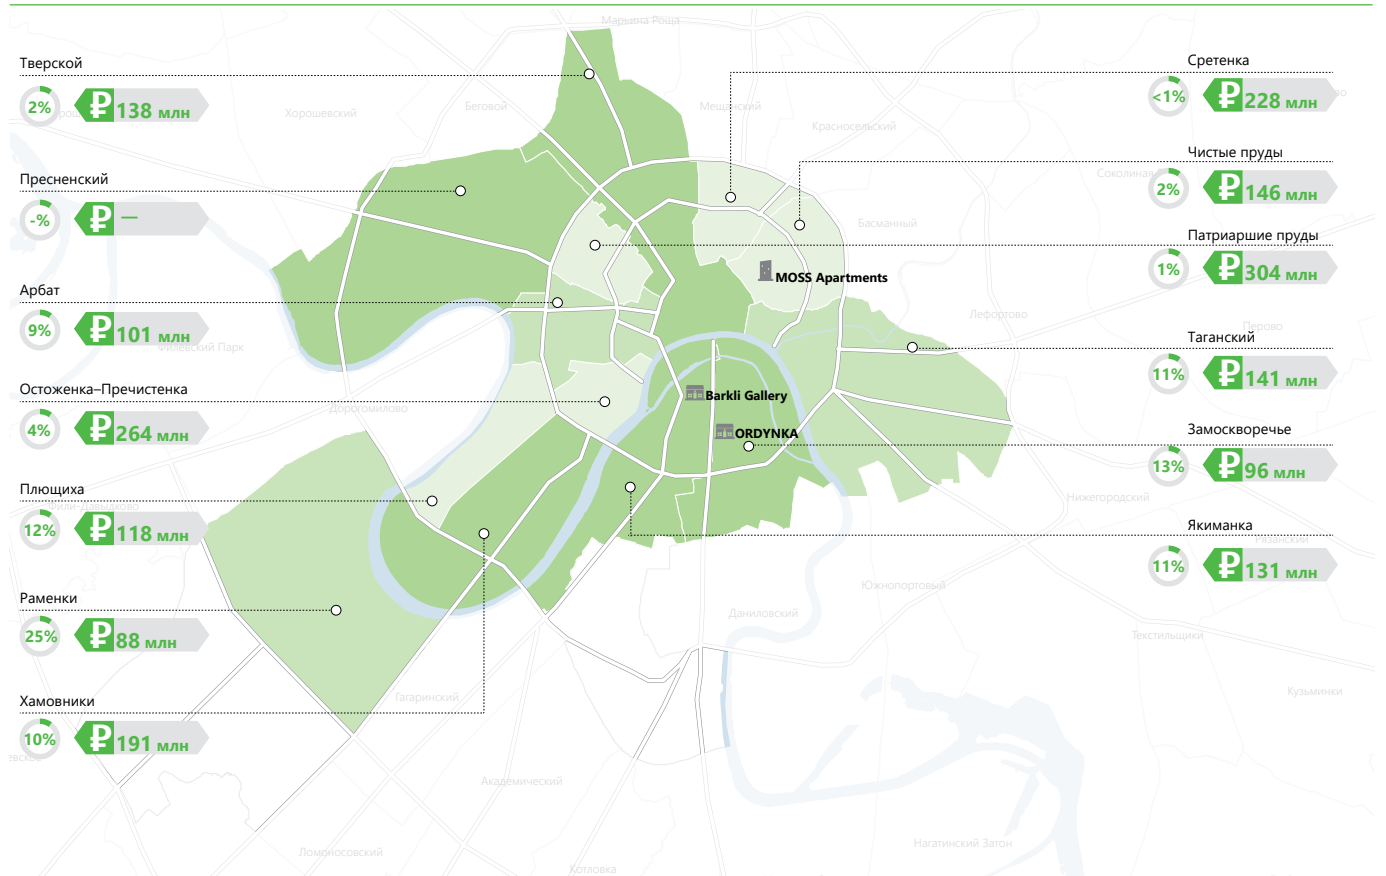 Марьина Роща
Тверской
2%
₽ 138 млн
Хорошевский
Беговой
Мещанский
Красносельский
Сретенка
<1%
₽ 228 млн
Чистые пруды
2%
₽ 146 млн
Басманный
Пресненский
-%
₽ —
Патриаршие пруды
1%
₽ 304 млн
MOSS Apartments
Арбат
9%
₽ 101 млн
Филевский Парк
Лефортово
Перово
Таганский
11%
₽ 141 млн
Остоженка–Пречистенка
4%
₽ 264 млн
Дорогомилово
Barkli Gallery
ORDYNKA
Замоскворечье
13%
₽ 96 млн
Плющиха
12%
₽ 118 млн
Нижегородский
Якиманка
11%
₽ 131 млн
Рязанский
Южнопортовый
Раменки
25%
₽ 88 млн
Даниловский
Текстильщики
Хамовники
10%
₽ 191 млн
Гагаринский
Кузьминки
Академический
Ломоносовский
Нагатинский Затон
Котловка